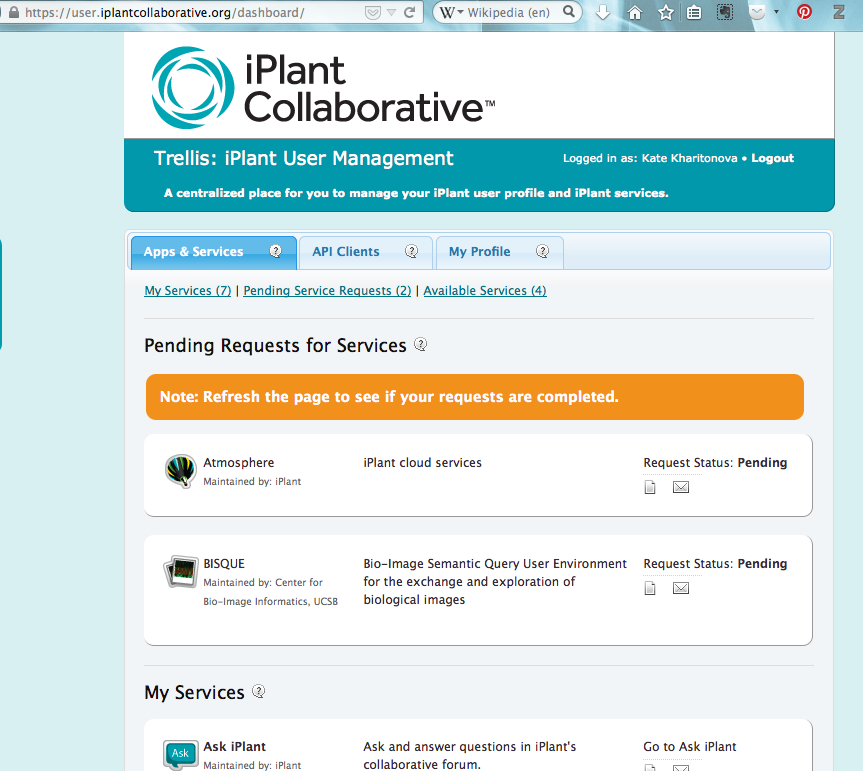 https://user.iplantcollaborative.org/dashboard/
W Wikipedia (en)
iPlant
Collaborative™
Trellis: iPlant User Management
Logged in as: Kate Kharitonova • Logout
A centralized place for you to manage your iPlant user profile and iPlant services.
Apps & Services ?
API Clients ?
My Profile ?
My Services (7) | Pending Service Requests (2) | Available Services (4)
Pending Requests for Services ?
Note: Refresh the page to see if your requests are completed.
Atmosphere
Maintained by: iPlant
iPlant cloud services
Request Status: Pending
BISQUE
Maintained by: Center for
Bio-Image Informatics, UCSB
Bio-Image Semantic Query User Environment
for the exchange and exploration of
biological images
Request Status: Pending
My Services ?
Ask
Ask iPlant
Maintained by: iPlant
Ask and answer questions in iPlant's
collaborative forum.
Go to Ask iPlant